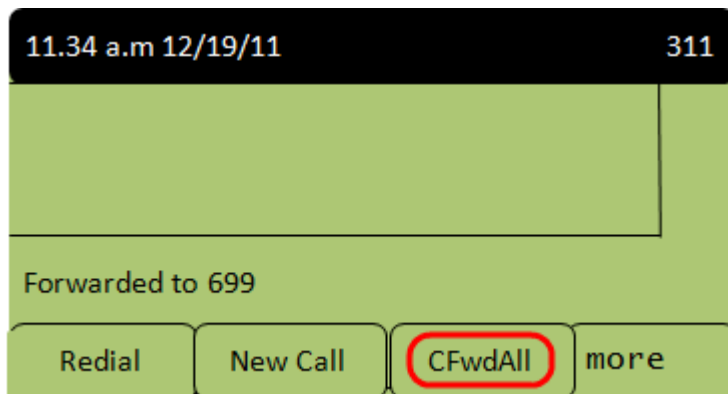 11.34 a.m 12/19/11 311
Forwarded to 699
Redial New Call CFwdAll more